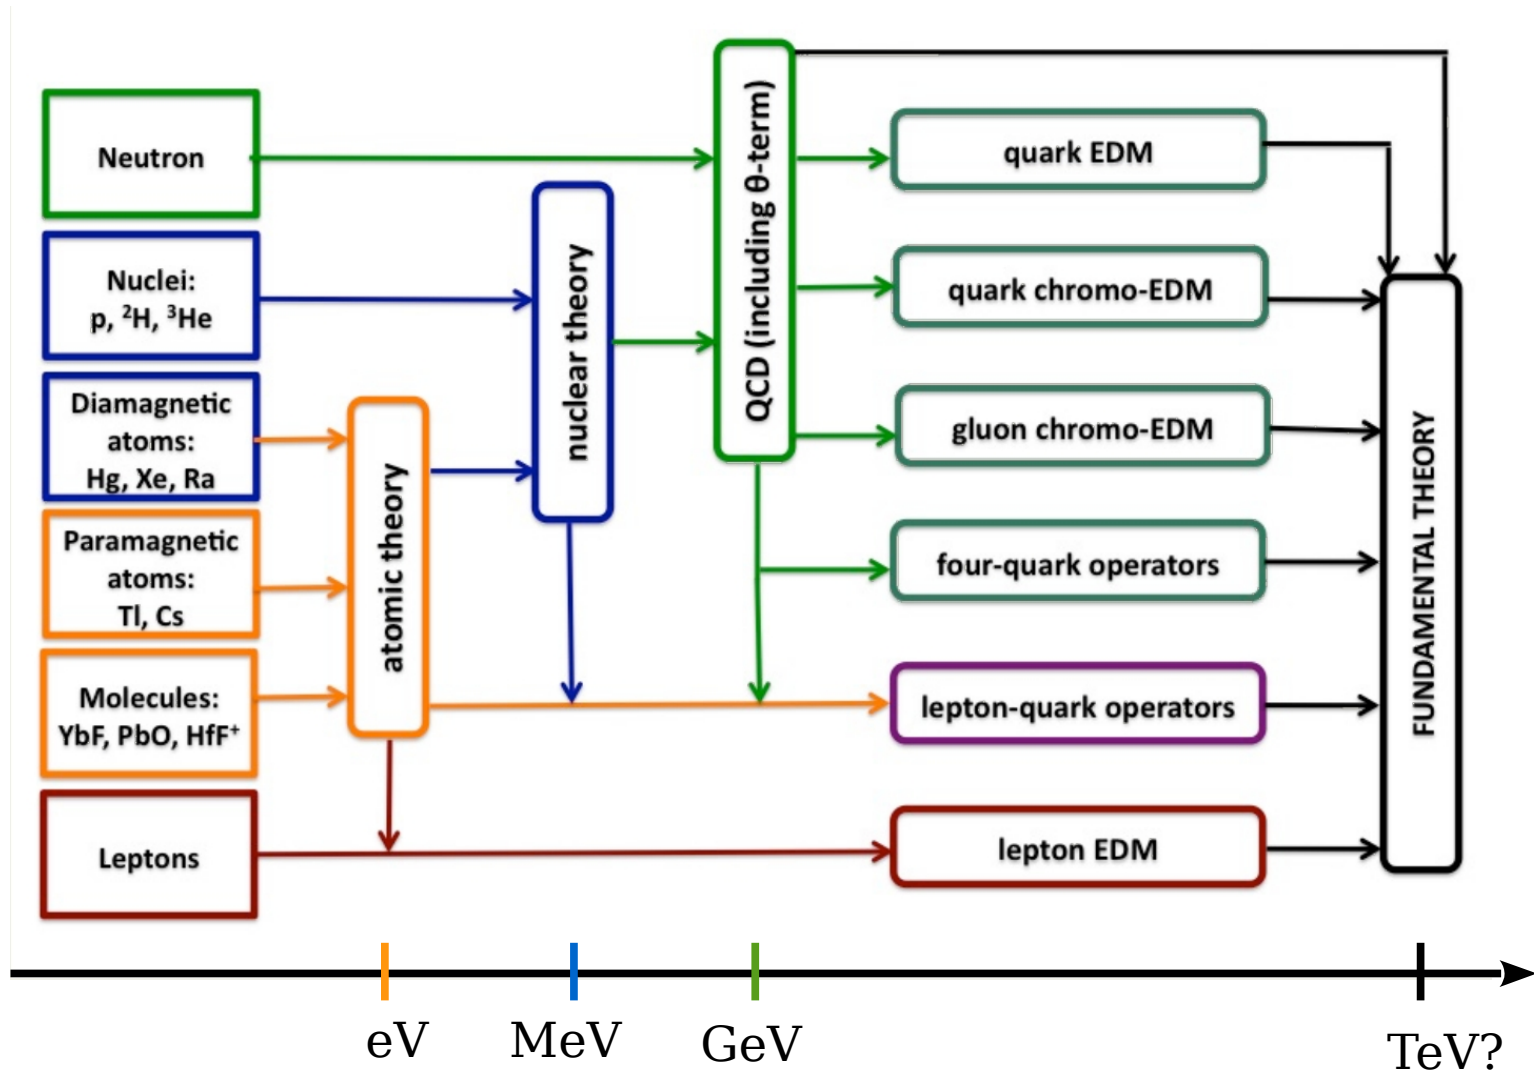 Neutron
Nuclei:
p, ²H, ³He
Diamagnetic
atoms:
Hg, Xe, Ra
Paramagnetic
atoms:
Tl, Cs
Molecules:
YbF, PbO, HfF⁺
Leptons
atomic theory
nuclear theory
QCD (including θ-term)
quark EDM
quark chromo-EDM
gluon chromo-EDM
four-quark operators
lepton-quark operators
lepton EDM
FUNDAMENTAL THEORY
eV
MeV
GeV
TeV?